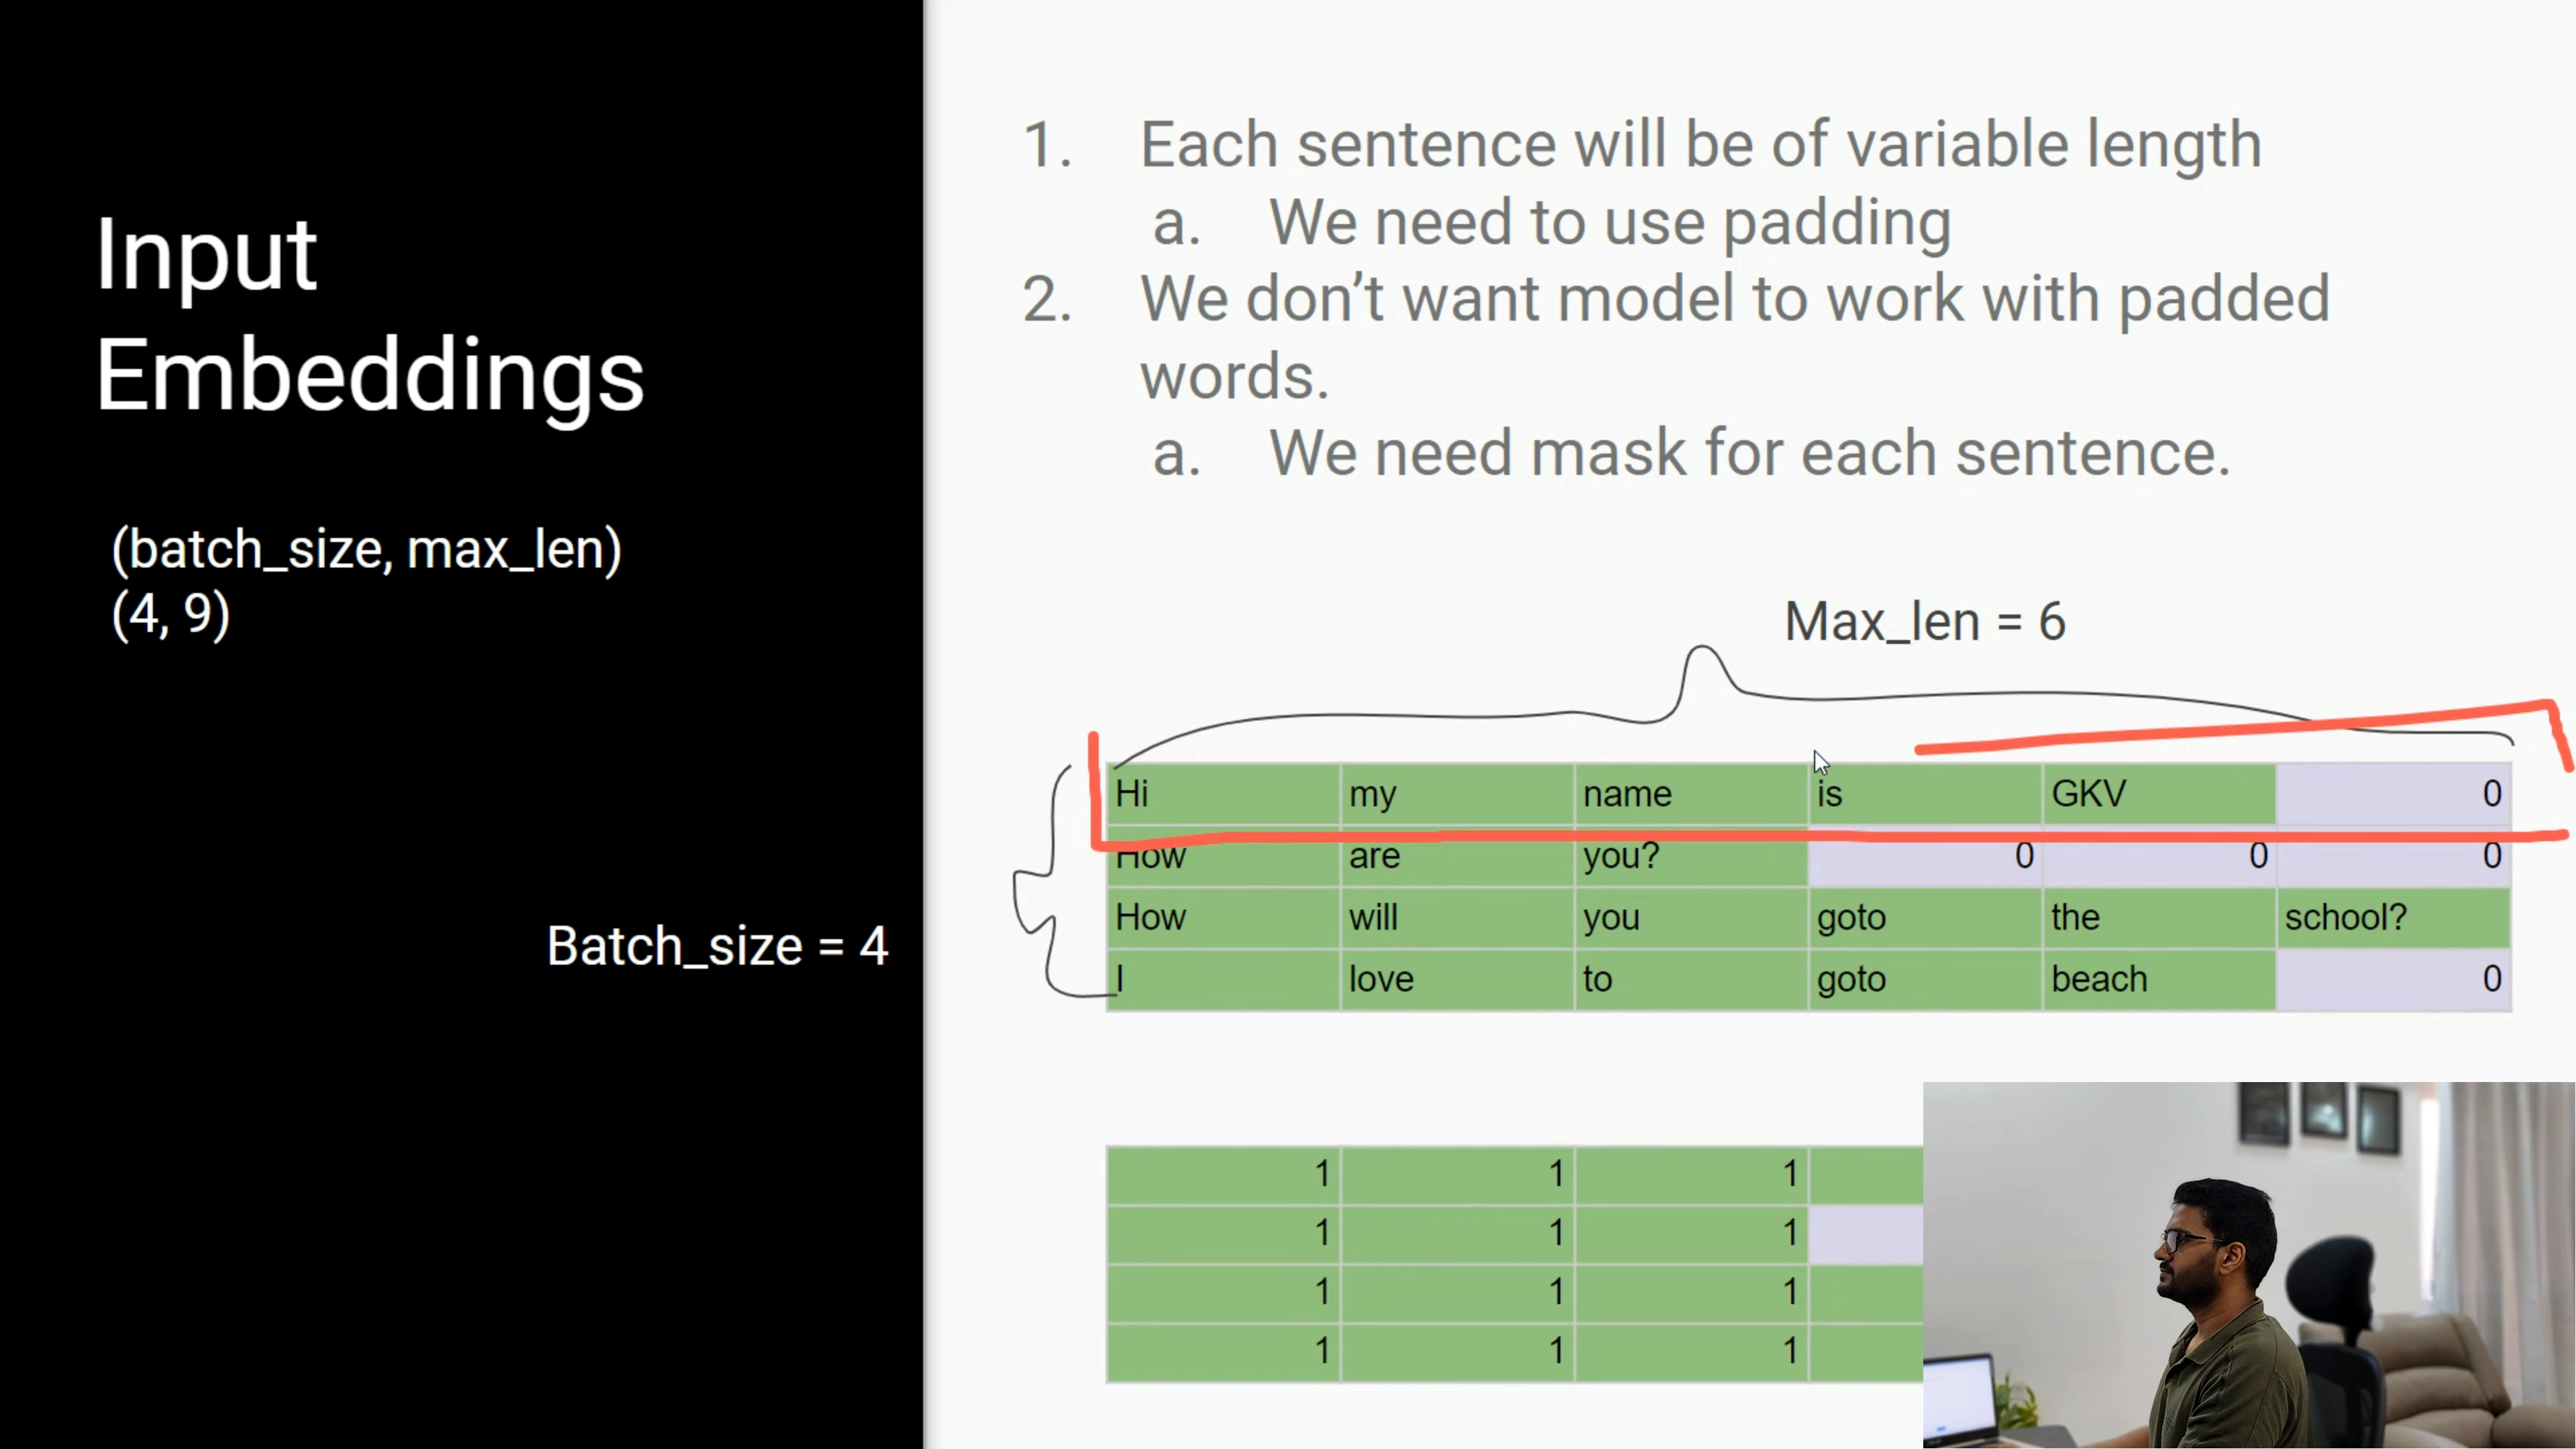 Input
Embeddings
(batch_size, max_len)
(4, 9)
Batch_size = 4
1. Each sentence will be of variable length
a. We need to use padding
2. We don’t want model to work with padded
words.
a. We need mask for each sentence.
Max_len = 6
Hi my name is GKV 0
How are you? 0 0 0
How will you goto the school?
I love to goto beach 0
1 1 1
1 1 1
1 1 1
1 1 1